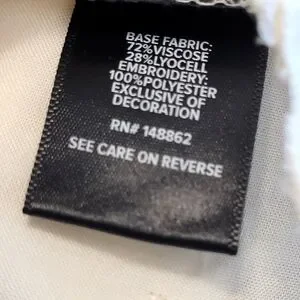 BASE FABRIC:
72%VISCOSE
28%LYOCELL
EMBROIDERY:
100%POLYESTER
EXCLUSIVE OF
DECORATION
RN# 148862
SEE CARE ON REVERSE